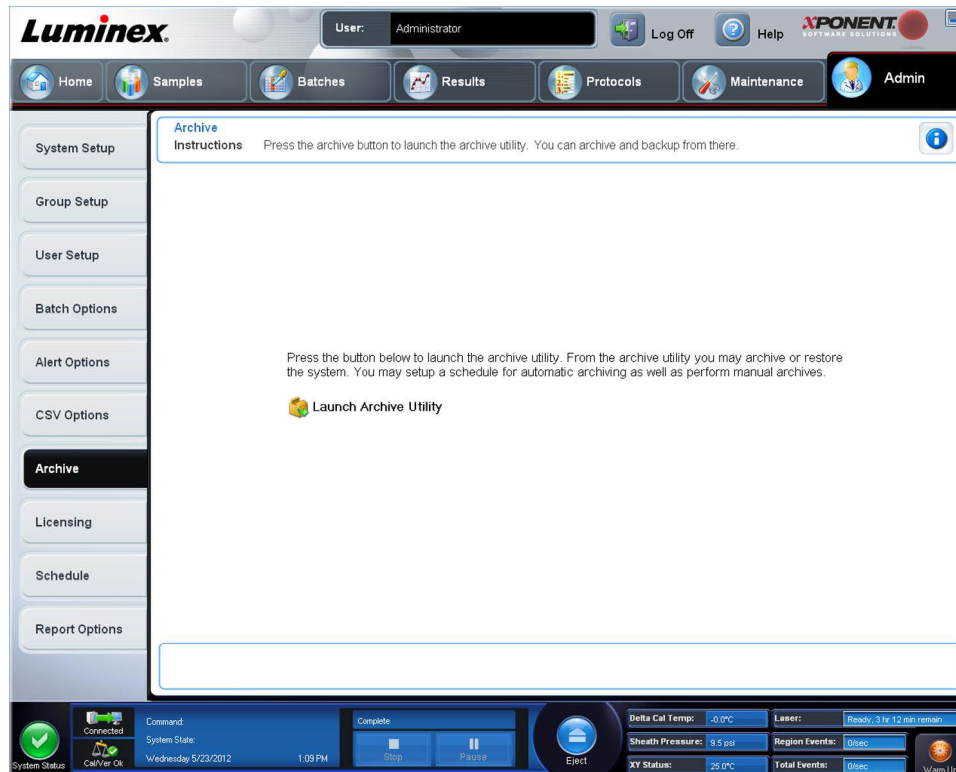 Luminex.
User: Administrator
Log Off
Help
XPONENT.
SOFTWARE SOLUTIONS
Home
Samples
Batches
Results
Protocols
Maintenance
Admin
System Setup
Group Setup
User Setup
Batch Options
Alert Options
CSV Options
Archive
Licensing
Schedule
Report Options
Archive
Instructions Press the archive button to launch the archive utility. You can archive and backup from there.
Press the button below to launch the archive utility. From the archive utility you may archive or restore
the system. You may setup a schedule for automatic archiving as well as perform manual archives.
Launch Archive Utility
System Status
Connected
Cal/Ver Ok
Command:
System State:
Wednesday 5/23/2012 1:09 PM
Complete
Stop
Pause
Eject
Delta Cal Temp: -0.0°C
Laser: Ready, 3 hr 12 min remain
Sheath Pressure: 9.5 psi
Region Events: 0/sec
XY Status: 25.0°C
Total Events: 0/sec
Warm Up